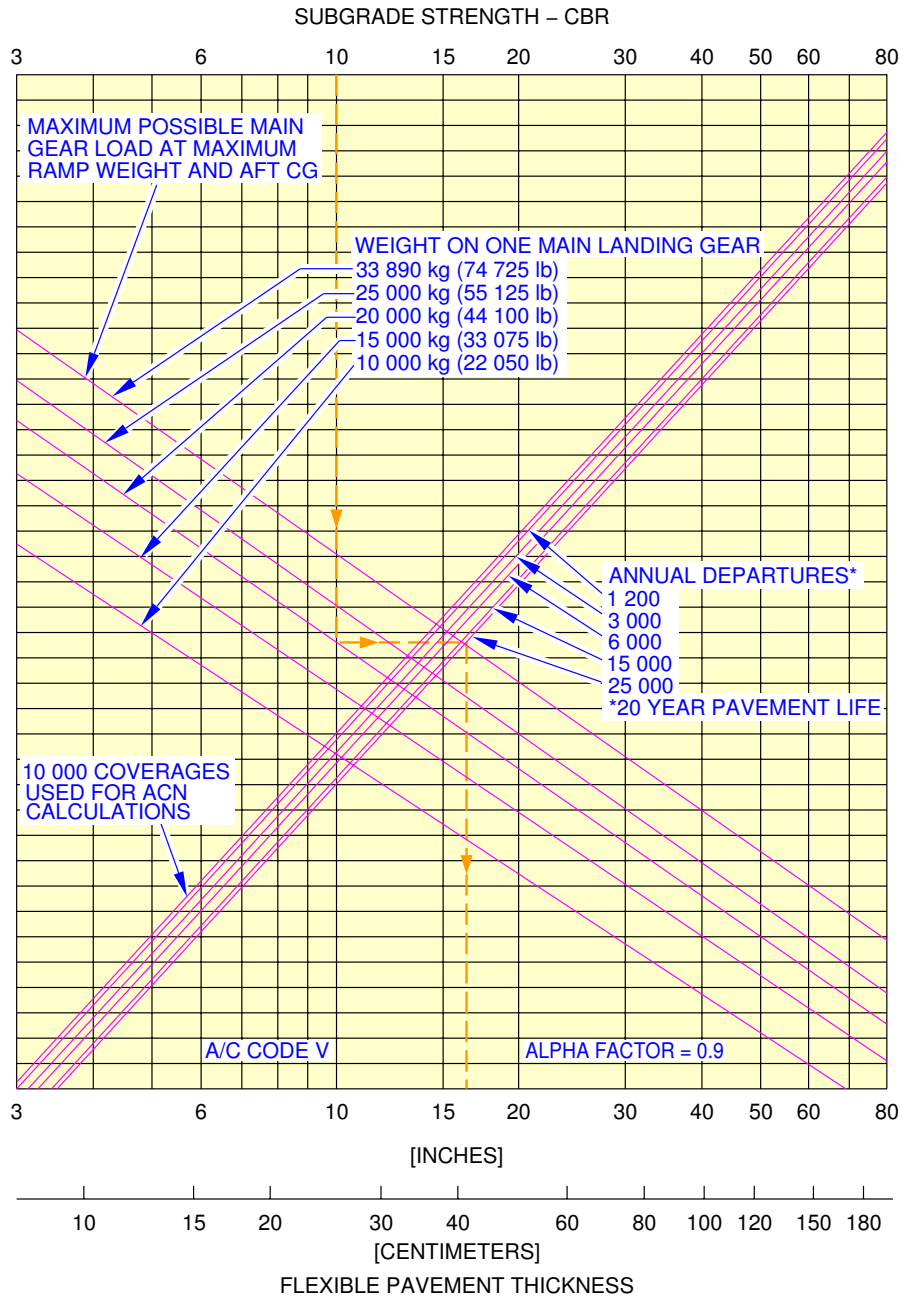 SUBGRADE STRENGTH – CBR
3 6 10 15 20 30 40 50 60 80
MAXIMUM POSSIBLE MAIN
GEAR LOAD AT MAXIMUM
RAMP WEIGHT AND AFT CG
WEIGHT ON ONE MAIN LANDING GEAR
33 890 kg (74 725 lb)
25 000 kg (55 125 lb)
20 000 kg (44 100 lb)
15 000 kg (33 075 lb)
10 000 kg (22 050 lb)
ANNUAL DEPARTURES*
1 200
3 000
6 000
15 000
25 000
*20 YEAR PAVEMENT LIFE
10 000 COVERAGES
USED FOR ACN
CALCULATIONS
A/C CODE V
ALPHA FACTOR = 0.9
3 6 10 15 20 30 40 50 60 80
[INCHES]
10 15 20 30 40 60 80 100 120 150 180
[CENTIMETERS]
FLEXIBLE PAVEMENT THICKNESS